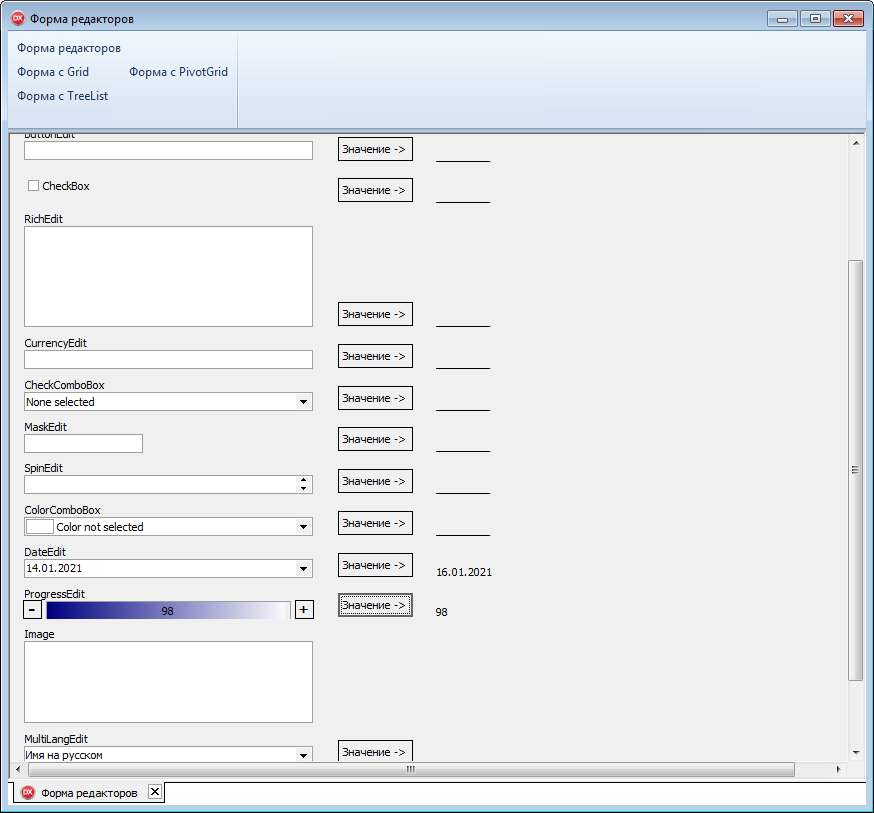 Форма редакторов
Форма редакторов
Форма с Grid Форма с PivotGrid
Форма с TreeList
ButtonEdit
Значение ->
CheckBox
Значение ->
RichEdit
Значение ->
CurrencyEdit
Значение ->
CheckComboBox
None selected
Значение ->
MaskEdit
Значение ->
SpinEdit
Значение ->
ColorComboBox
Color not selected
Значение ->
DateEdit
14.01.2021
Значение ->
16.01.2021
ProgressEdit
- 98 +
Значение ->
98
Image
MultiLangEdit
Имя на русском
Значение ->
DX Форма редакторов